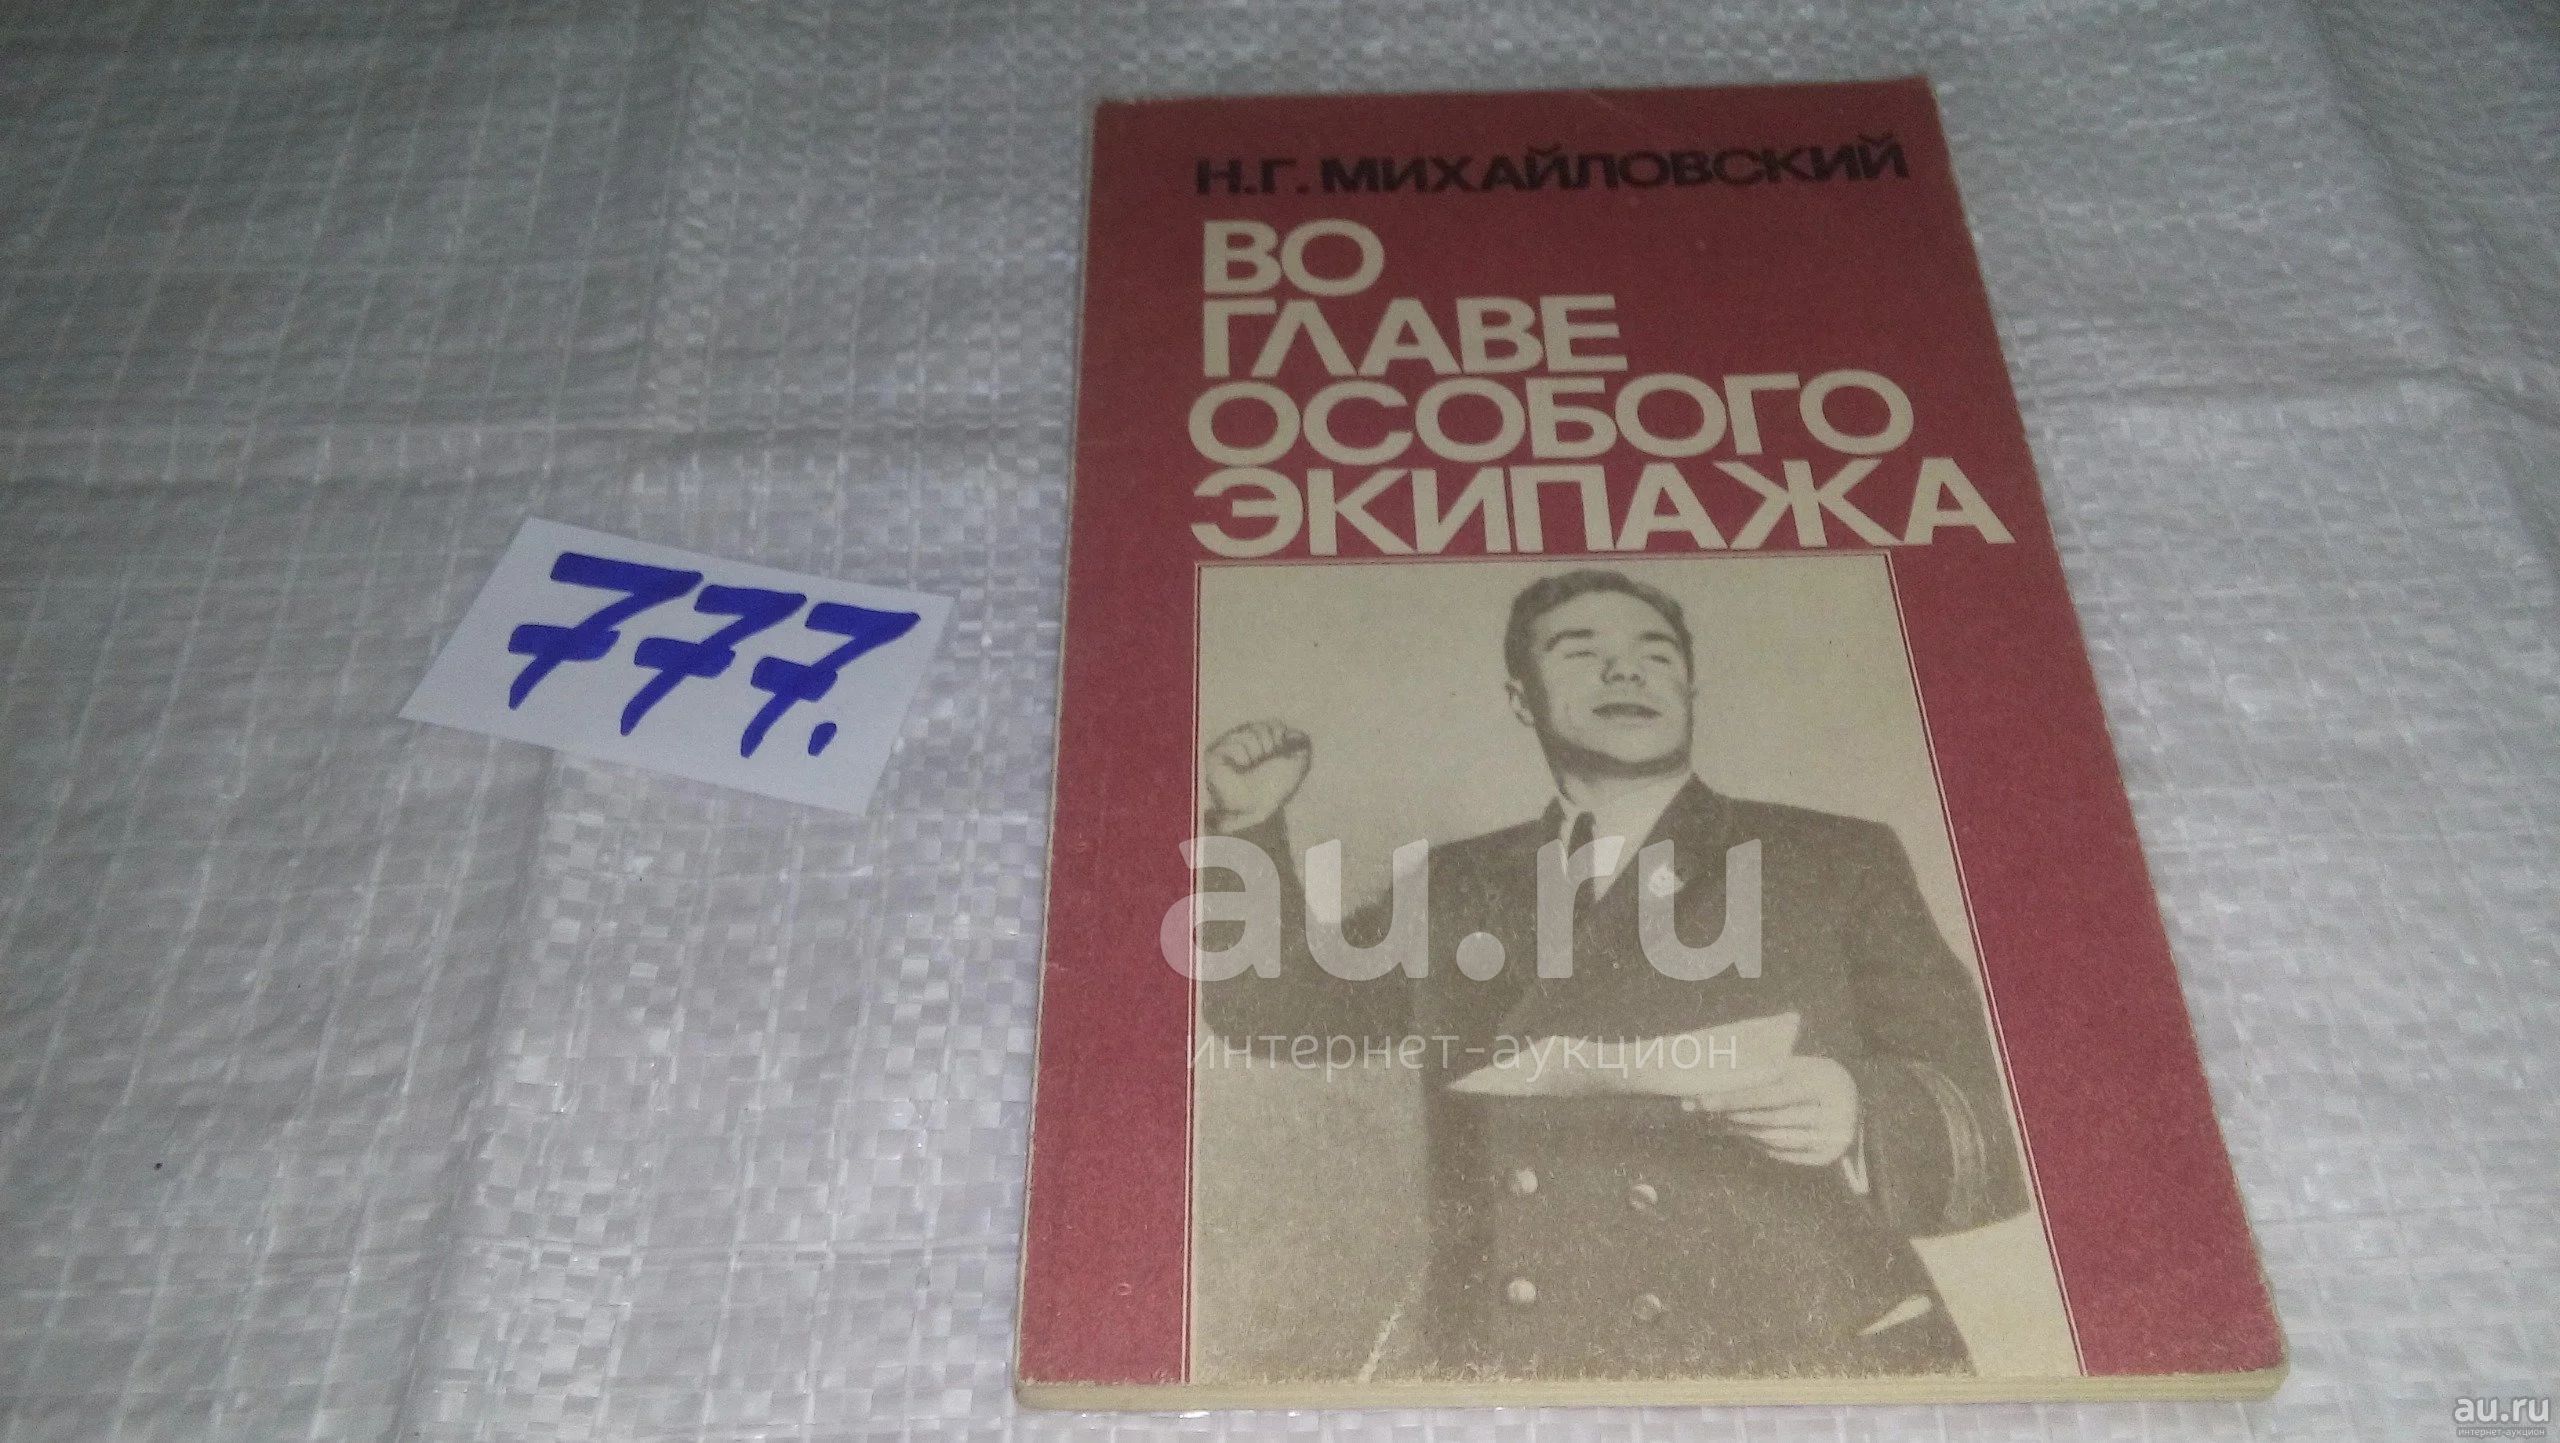 Н.Г. МИХАЙЛОВСКИЙ
ВО
ГЛАВЕ
ОСОБОГО
ЭКИПАЖА
777.
au.ru
интернет-аукцион
au.ru
интернет-аукцион